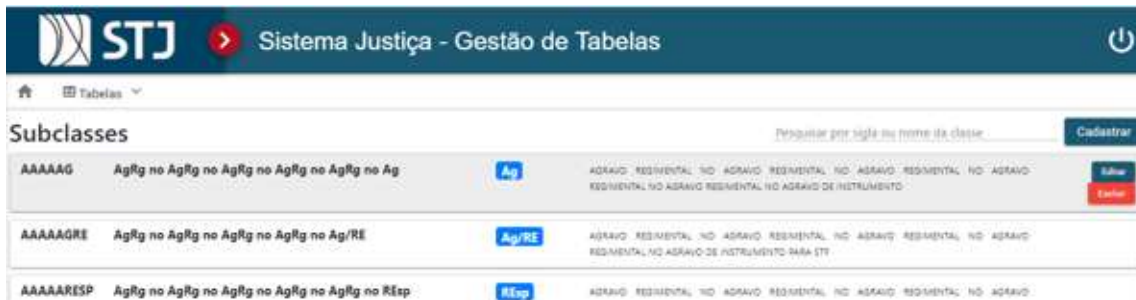 STJ Sistema Justiça - Gestão de Tabelas
Tabelas
Subclasses
Pesquisar por sigla ou nome da classe
Cadastrar
AAAAAG AgRg no AgRg no AgRg no AgRg no AgRg no Ag Ag AGRAVO REGIMENTAL NO AGRAVO REGIMENTAL NO AGRAVO REGIMENTAL NO AGRAVO
REGIMENTAL NO AGRAVO REGIMENTAL NO AGRAVO DE INSTRUMENTO
Editar
Excluir
AAAAAGRE AgRg no AgRg no AgRg no AgRg no Ag/RE Ag/RE AGRAVO REGIMENTAL NO AGRAVO REGIMENTAL NO AGRAVO REGIMENTAL NO AGRAVO
REGIMENTAL NO AGRAVO DE INSTRUMENTO PARA STF
AAAAARESP AgRg no AgRg no AgRg no AgRg no AgRg no REsp REsp AGRAVO REGIMENTAL NO AGRAVO REGIMENTAL NO AGRAVO REGIMENTAL NO AGRAVO